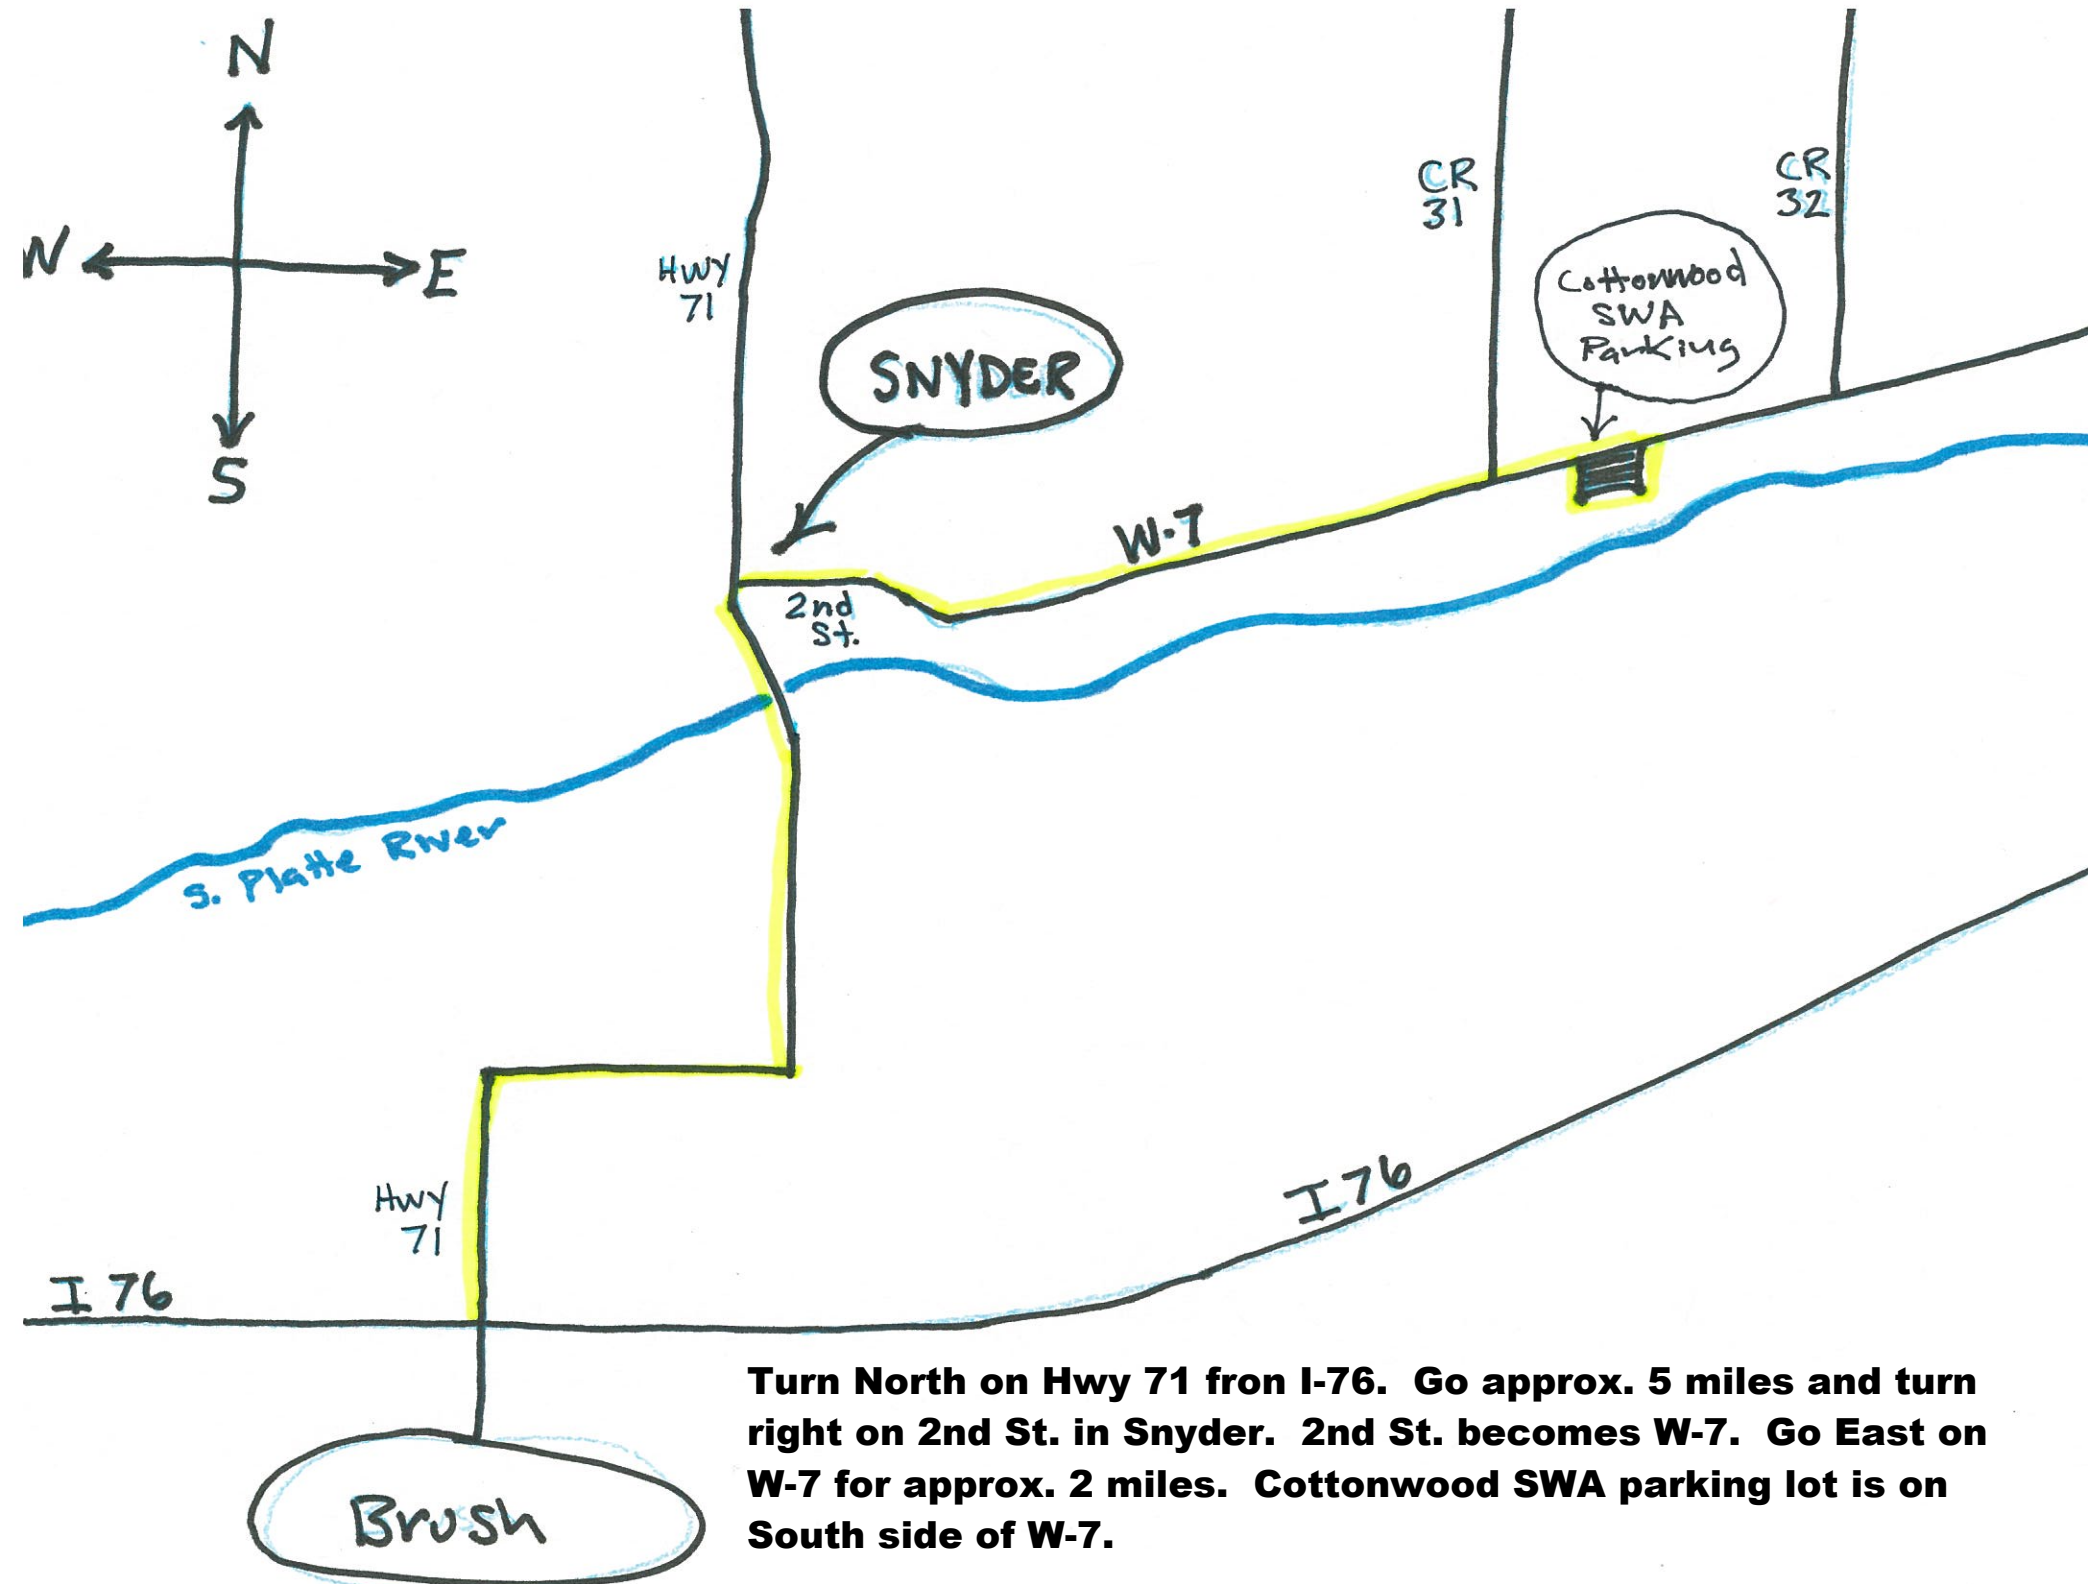 N
W
E
S
HWY
71
CR
31
CR
32
Cottonwood
SWA
Parking
SNYDER
W-7
2nd
St.
S. Platte River
Hwy
71
I 76
I 76
Brush
Turn North on Hwy 71 fron I-76. Go approx. 5 miles and turn
right on 2nd St. in Snyder. 2nd St. becomes W-7. Go East on
W-7 for approx. 2 miles. Cottonwood SWA parking lot is on
South side of W-7.